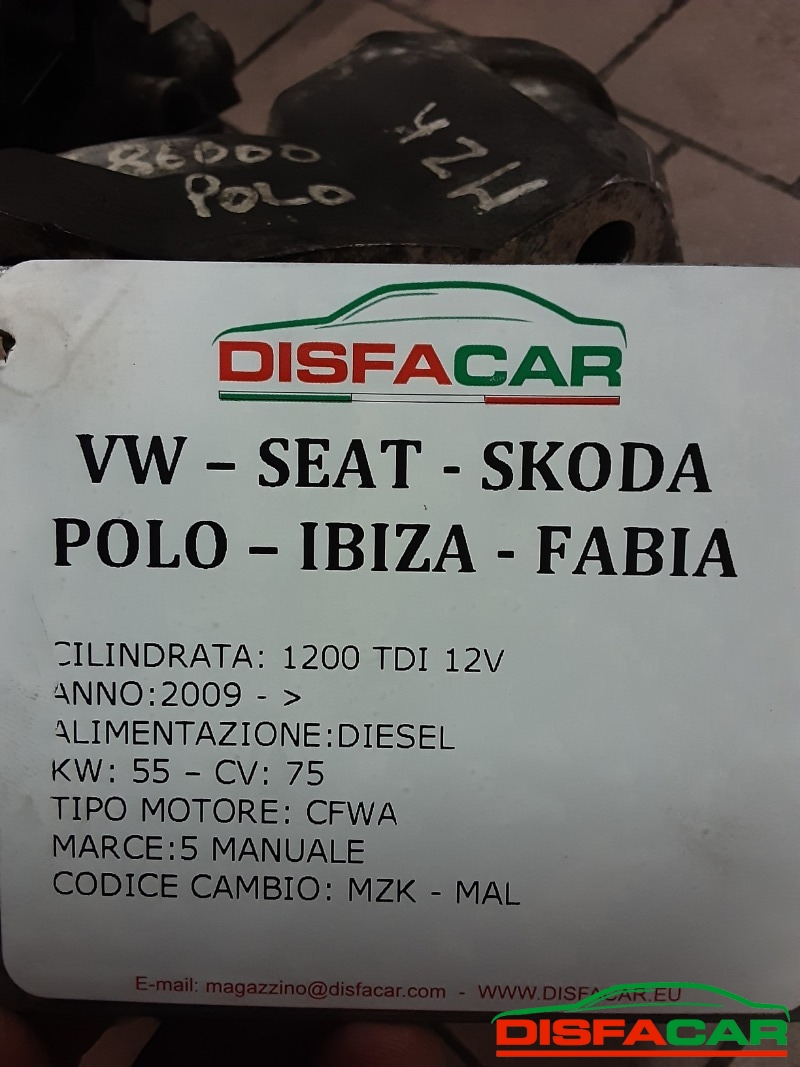 86000
POLO
MZK
DISFACAR
VW – SEAT - SKODA
POLO – IBIZA - FABIA
CILINDRATA: 1200 TDI 12V
ANNO:2009 - >
ALIMENTAZIONE:DIESEL
KW: 55 – CV: 75
TIPO MOTORE: CFWA
MARCE:5 MANUALE
CODICE CAMBIO: MZK - MAL
E-mail: magazzino@disfacar.com - WWW.DISFACAR.EU
DISFACAR